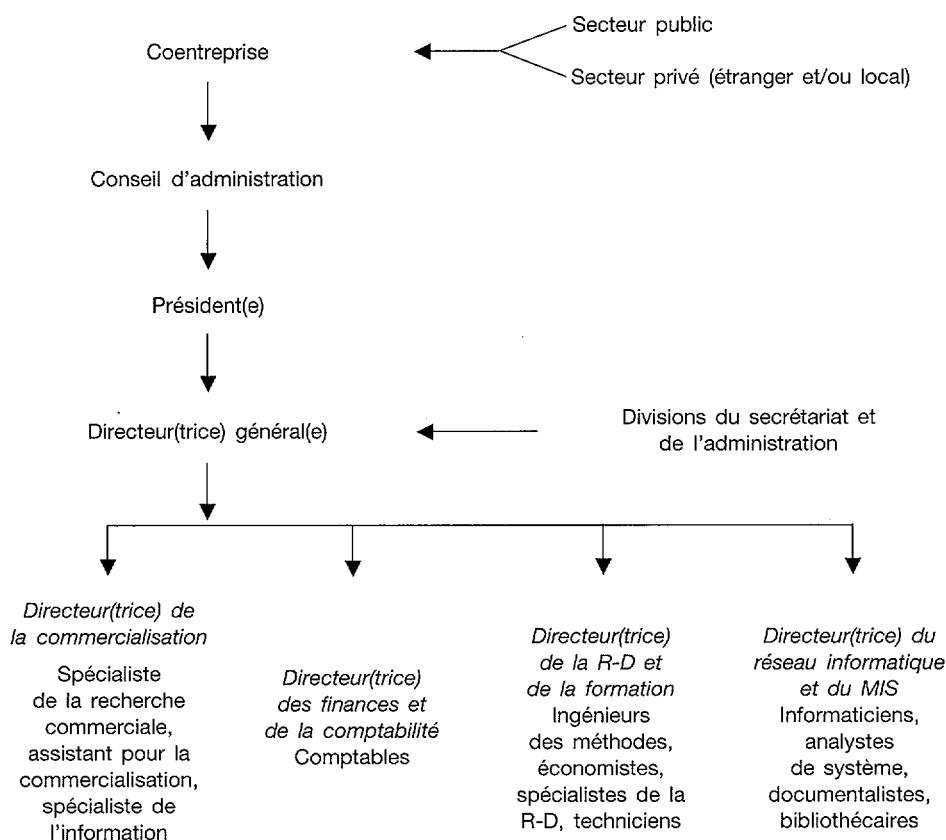 Secteur public
Coentreprise
Secteur privé (étranger et/ou local)
Conseil d'administration
Président(e)
Directeur(trice) général(e)
Divisions du secrétariat et
de l'administration
Directeur(trice) de
la commercialisation
Spécialiste
de la recherche
commerciale,
assistant pour la
commercialisation,
spécialiste de
l'information
Directeur(trice)
des finances et
de la comptabilité
Comptables
Directeur(trice)
de la R-D et
de la formation
Ingénieurs
des méthodes,
économistes,
spécialistes de la
R-D, techniciens
Directeur(trice) du
réseau informatique
et du MIS
Informaticiens,
analystes
de système,
documentalistes,
bibliothécaires